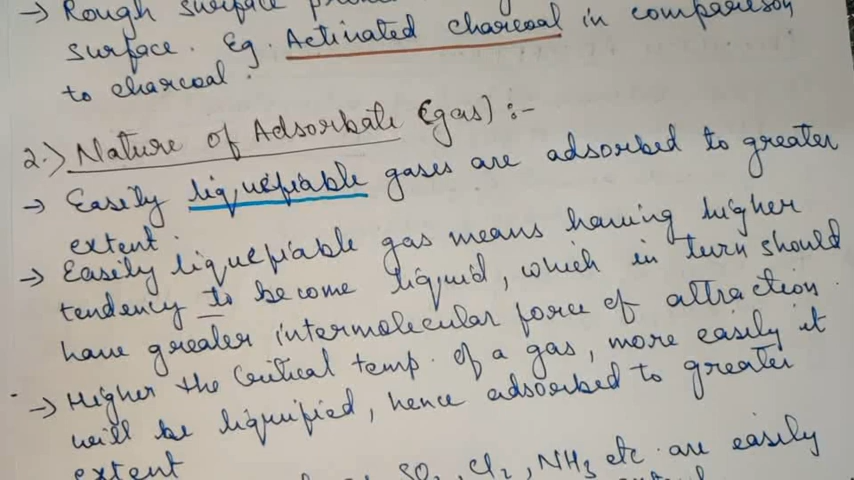 → Rough surface
surface. Eg. Activated charcoal in comparison
to charcoal.
2.) Nature of Adsorbate (gas) :-
→ Easily liquefiable gases are adsorbed to greater
extent.
→ Easily liquefiable gas means having higher
tendency to become liquid, which in turn should
have greater intermolecular force of attraction.
→ Higher the Critical temp. of a gas, more easily it
will be liquified, hence adsorbed to greater
extent
SO2, Cl2, NH3 etc. are easily